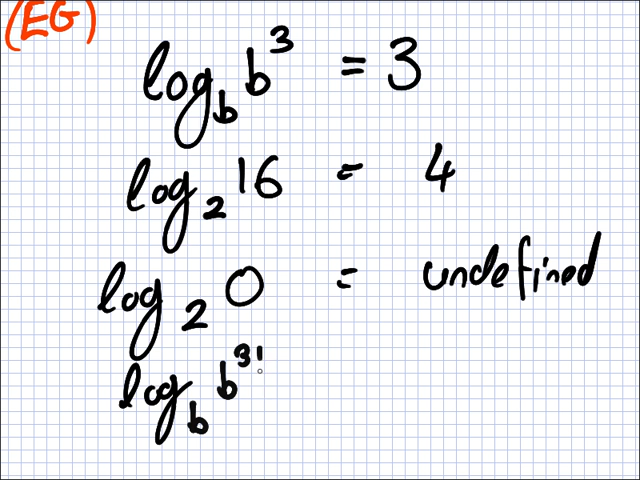 (EG)
log_b b^3 = 3
log_2 16 = 4
log_2 0 = undefined
log_b b^31